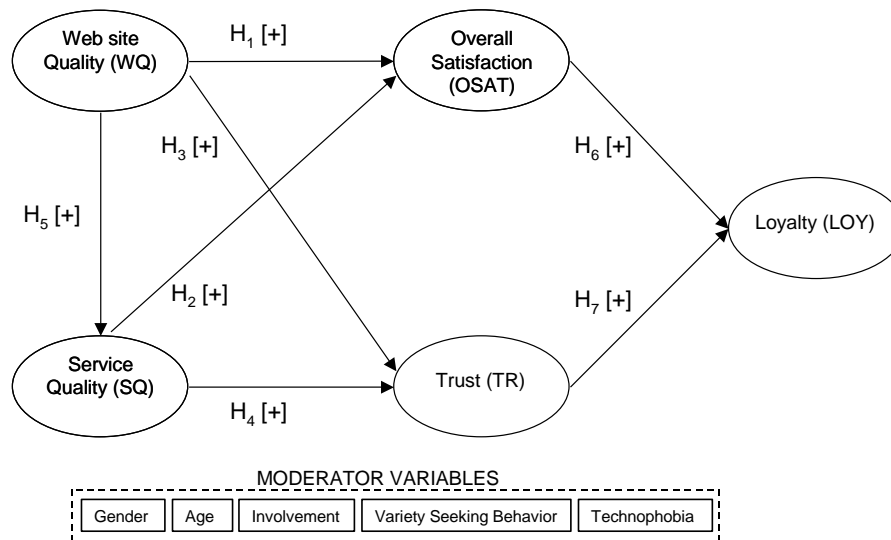 Web site
Quality (WQ)
H1 [+]
Overall
Satisfaction
(OSAT)
H3 [+]
H6 [+]
H5 [+]
Loyalty (LOY)
H2 [+]
H7 [+]
Service
Quality (SQ)
H4 [+]
Trust (TR)
MODERATOR VARIABLES
Gender
Age
Involvement
Variety Seeking Behavior
Technophobia